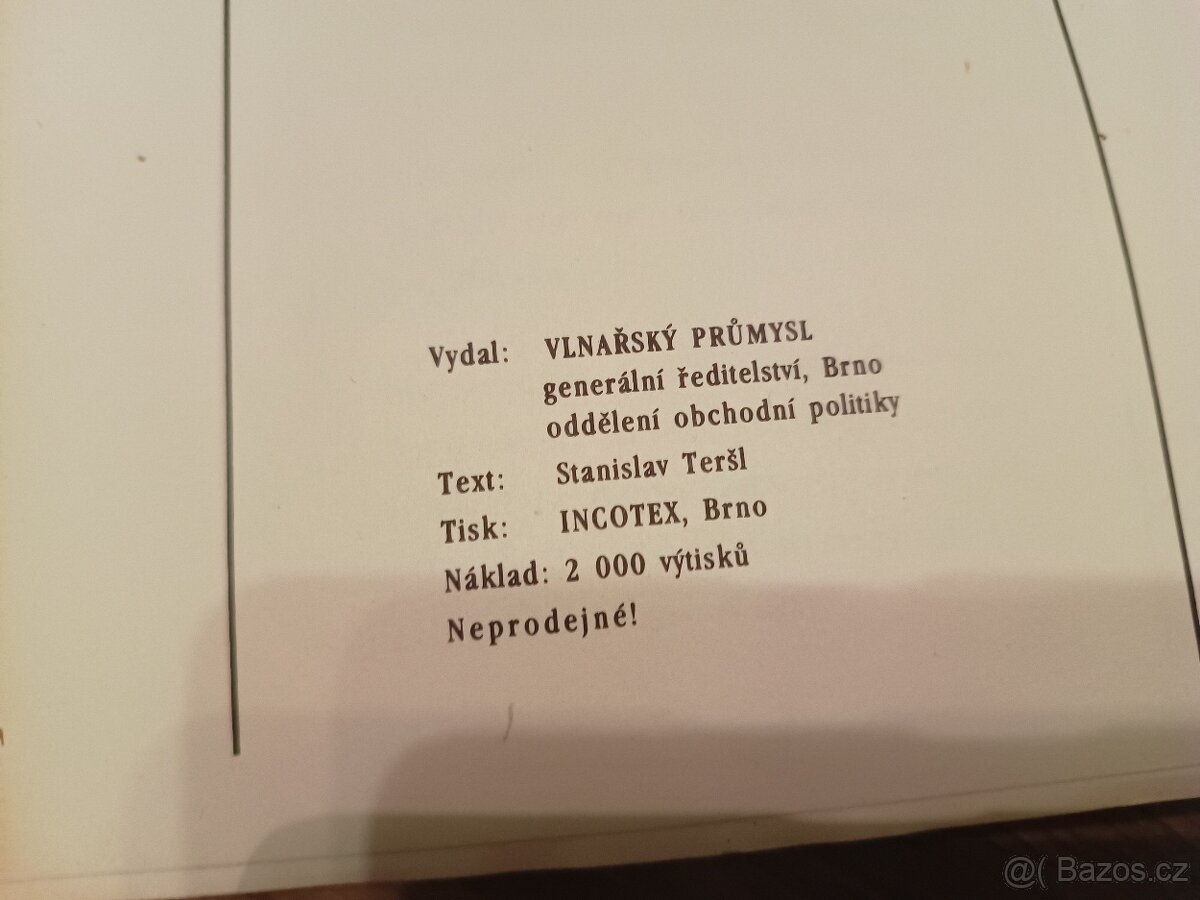 Vydal: VLNAŘSKÝ PRŮMYSL
generální ředitelství, Brno
oddělení obchodní politiky
Text: Stanislav Teršl
Tisk: INCOTEX, Brno
Náklad: 2 000 výtisků
Neprodejné!
@( Bazos.cz